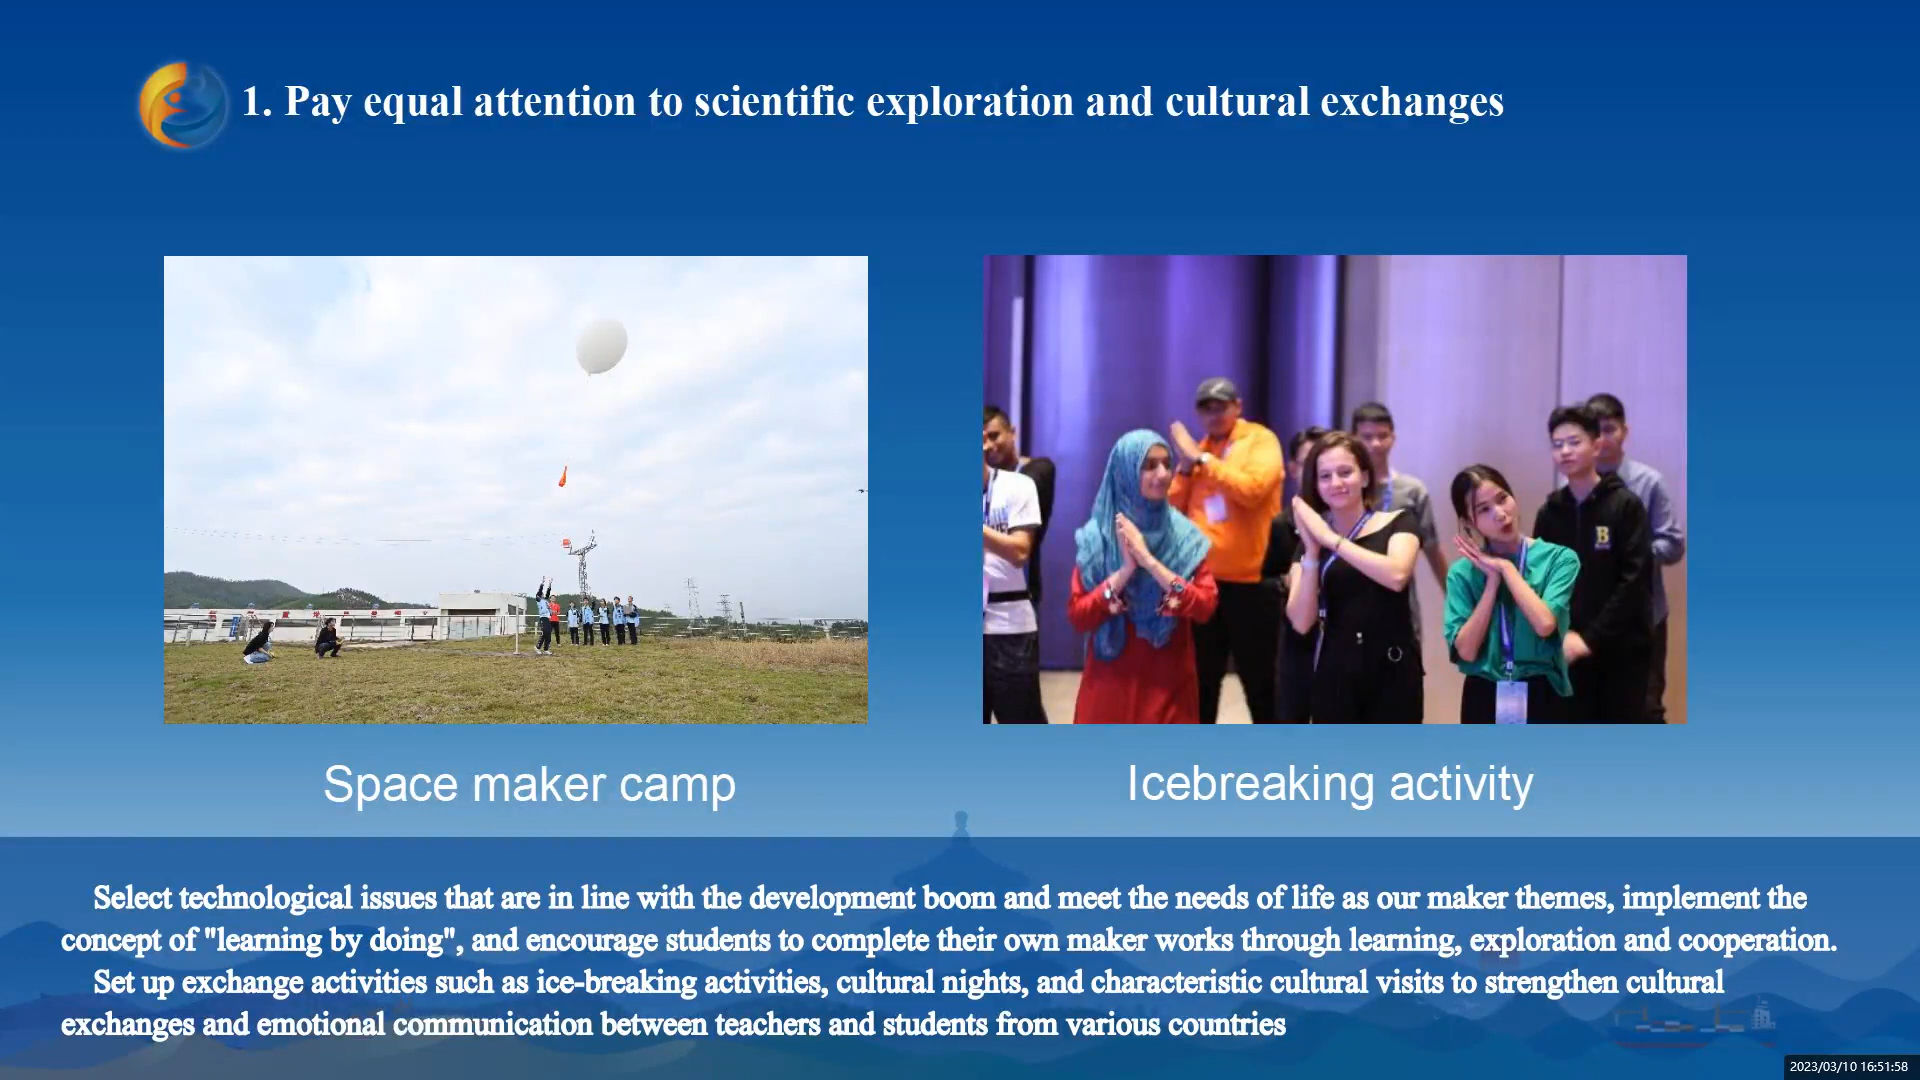 1. Pay equal attention to scientific exploration and cultural exchanges
Space maker camp
Icebreaking activity
Select technological issues that are in line with the development boom and meet the needs of life as our maker themes, implement the
concept of "learning by doing", and encourage students to complete their own maker works through learning, exploration and cooperation.
Set up exchange activities such as ice-breaking activities, cultural nights, and characteristic cultural visits to strengthen cultural
exchanges and emotional communication between teachers and students from various countries
B
2023/03/10 16:51:58